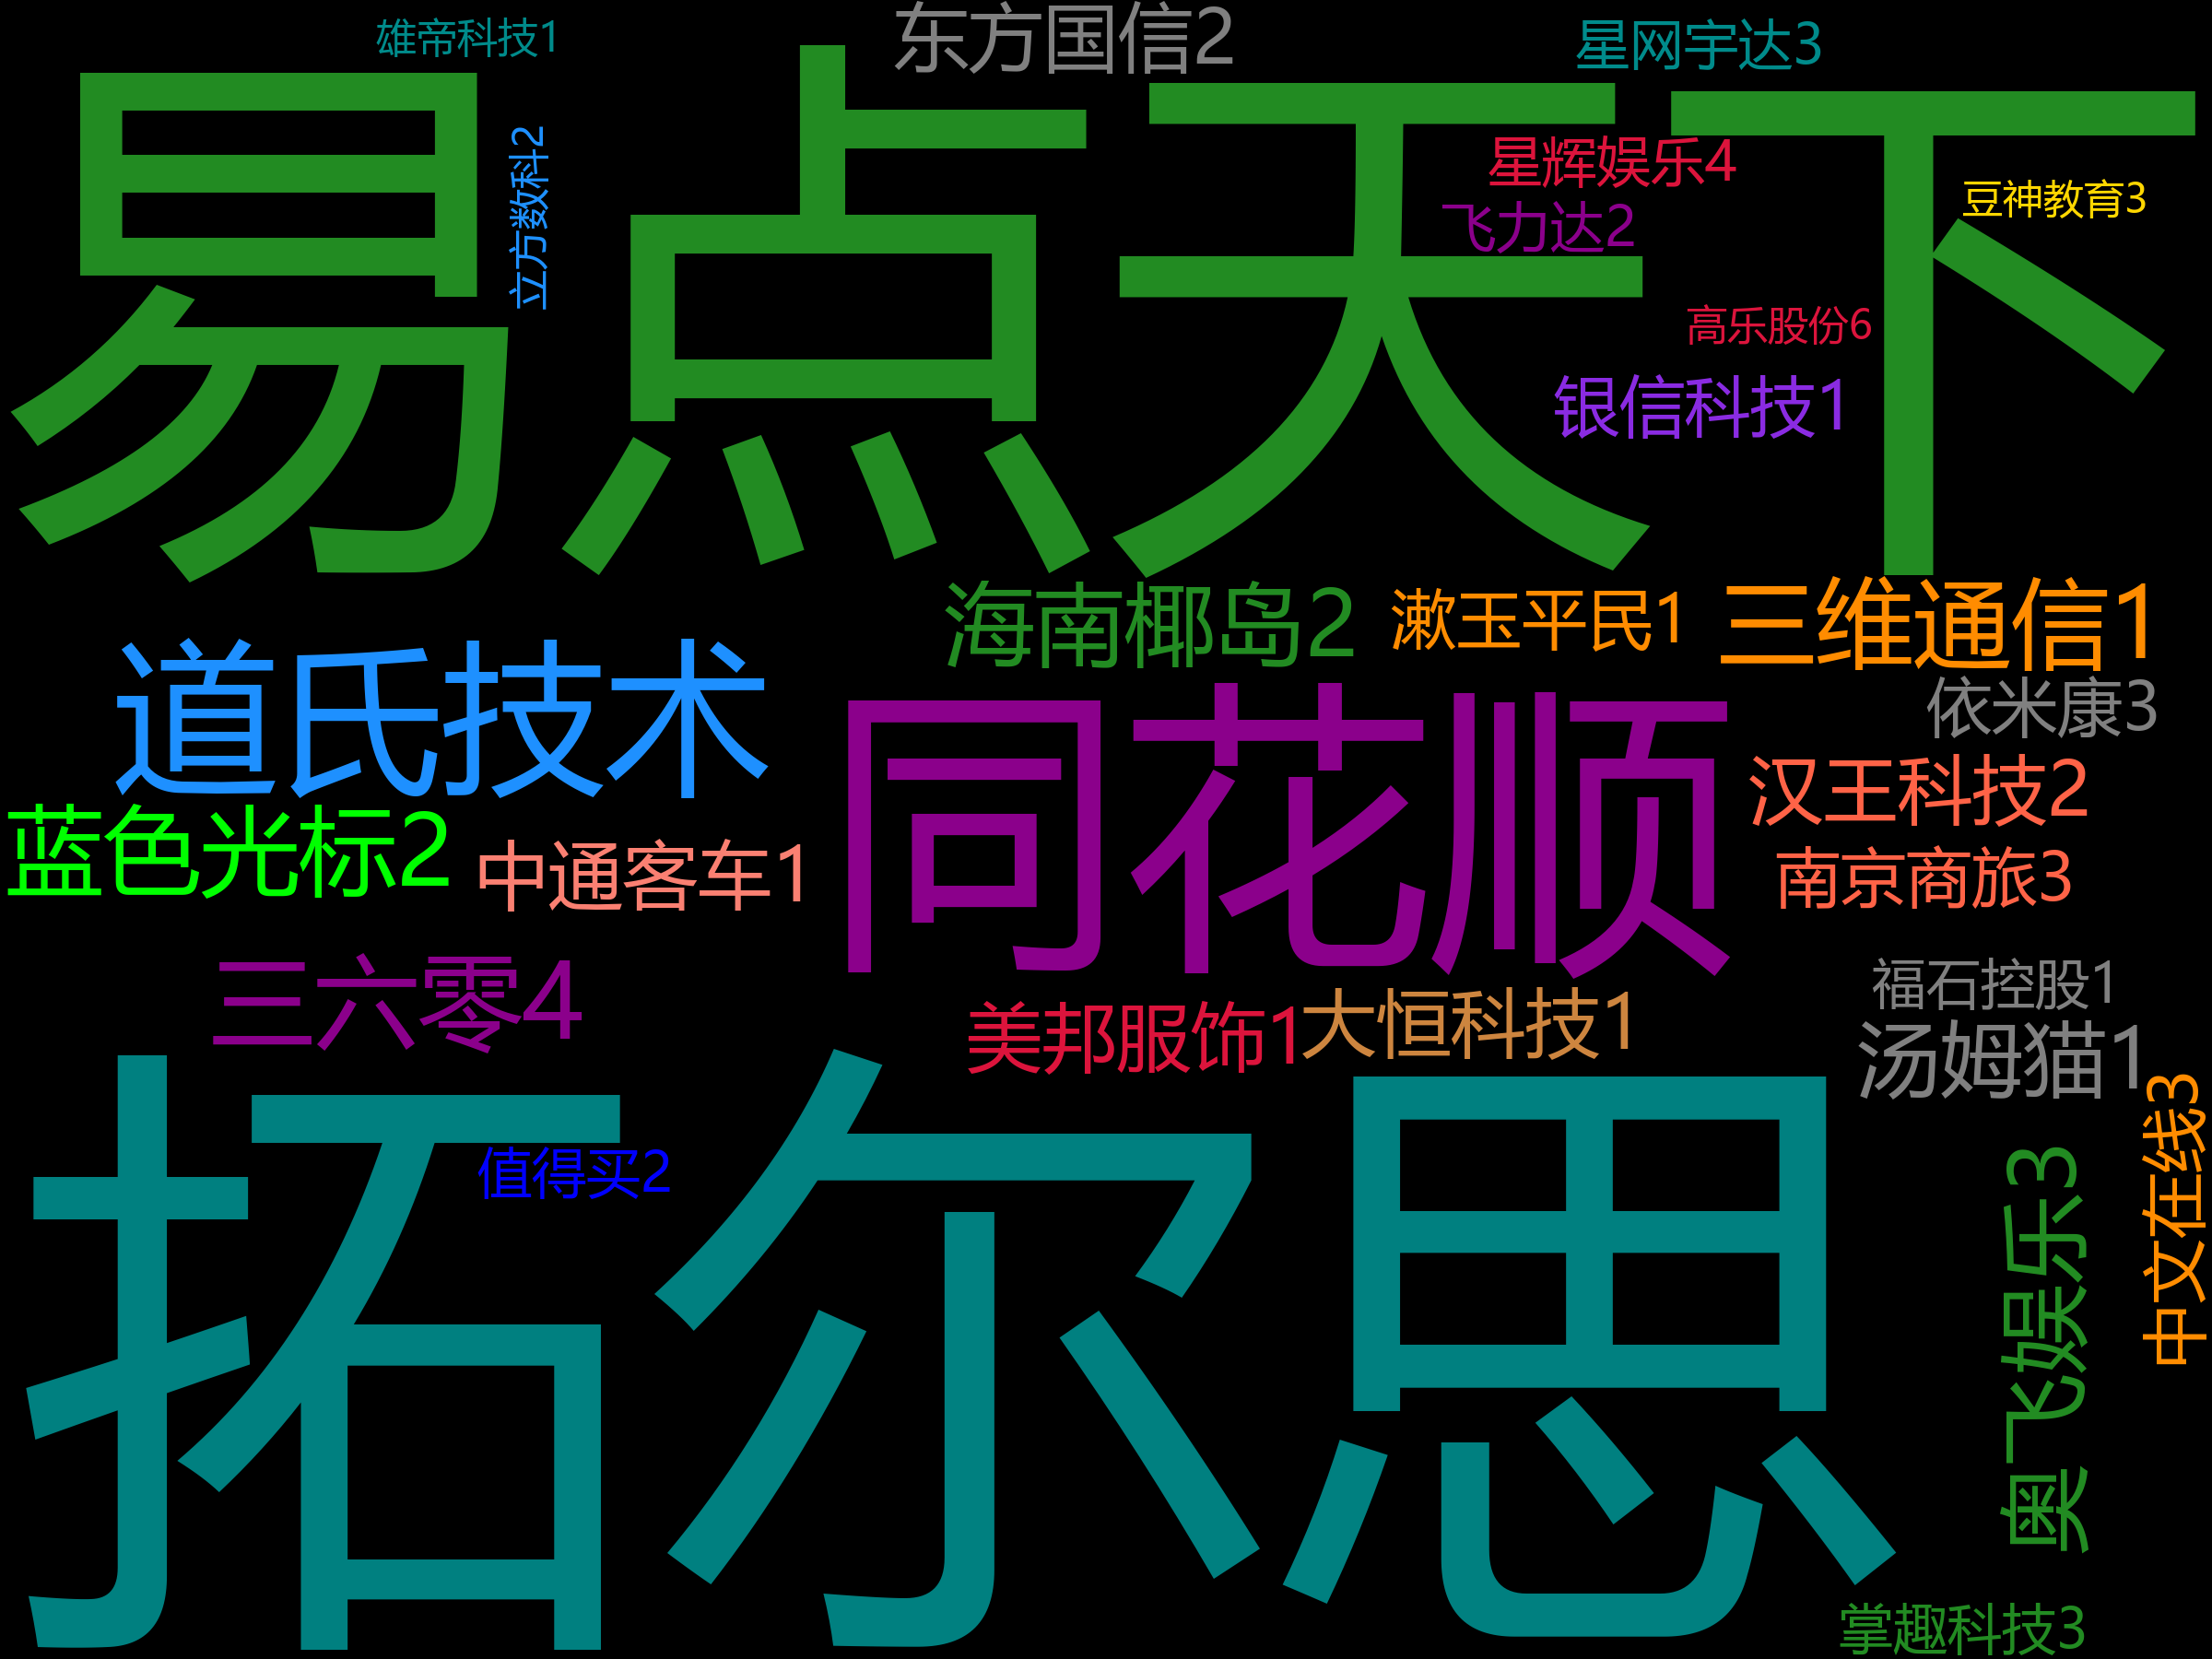 维帝科技1
东方国信2
星网宇达3
易点天下
立方数科2
星辉娱乐4
豆神教育3
飞力达2
高乐股份6
银信科技1
海南椰岛2
漱玉平民1
三维通信1
道氏技术
同花顺
依米康3
汉王科技2
蓝色光标2
中通客车1
南京商旅3
三六零4
福石控股1
美邦服饰1
大恒科技1
汤姆猫1
拓尔思
值得买2
中文在线3
奥飞娱乐3
掌趣科技3